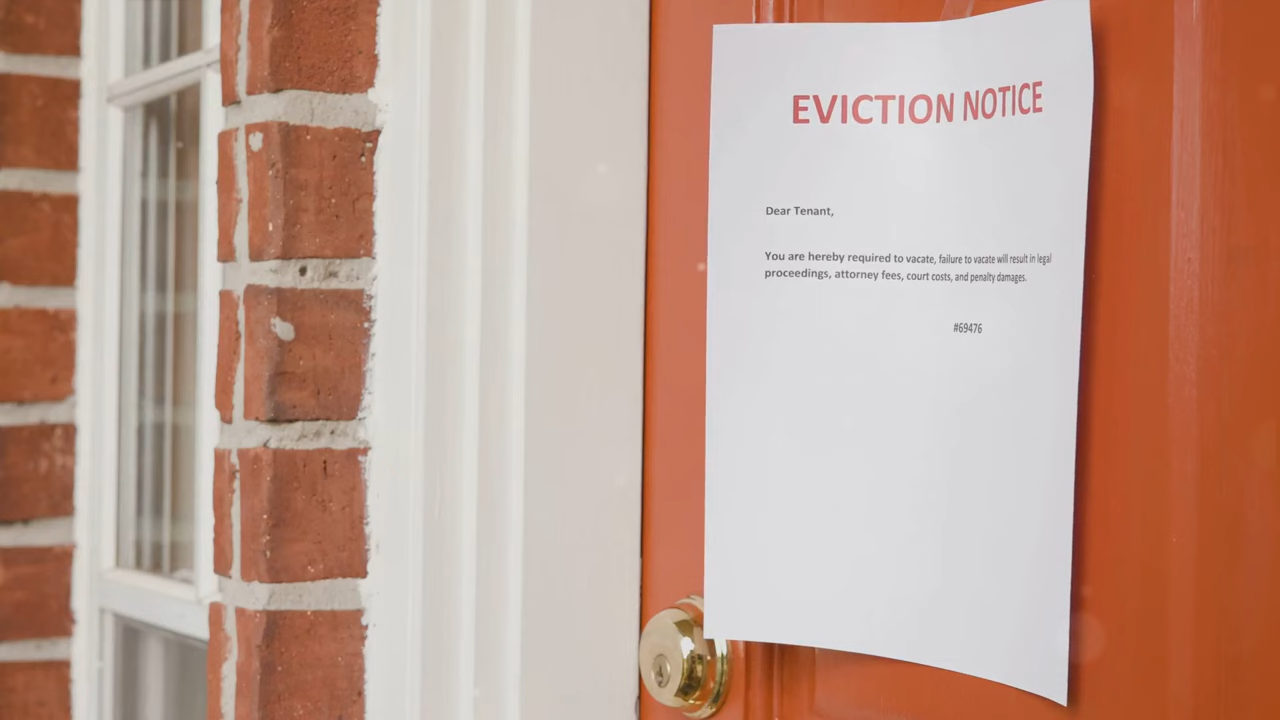 EVICTION NOTICE
Dear Tenant,
You are hereby required to vacate, failure to vacate will result in legal
proceedings, attorney fees, court costs, and penalty damages.
#69476